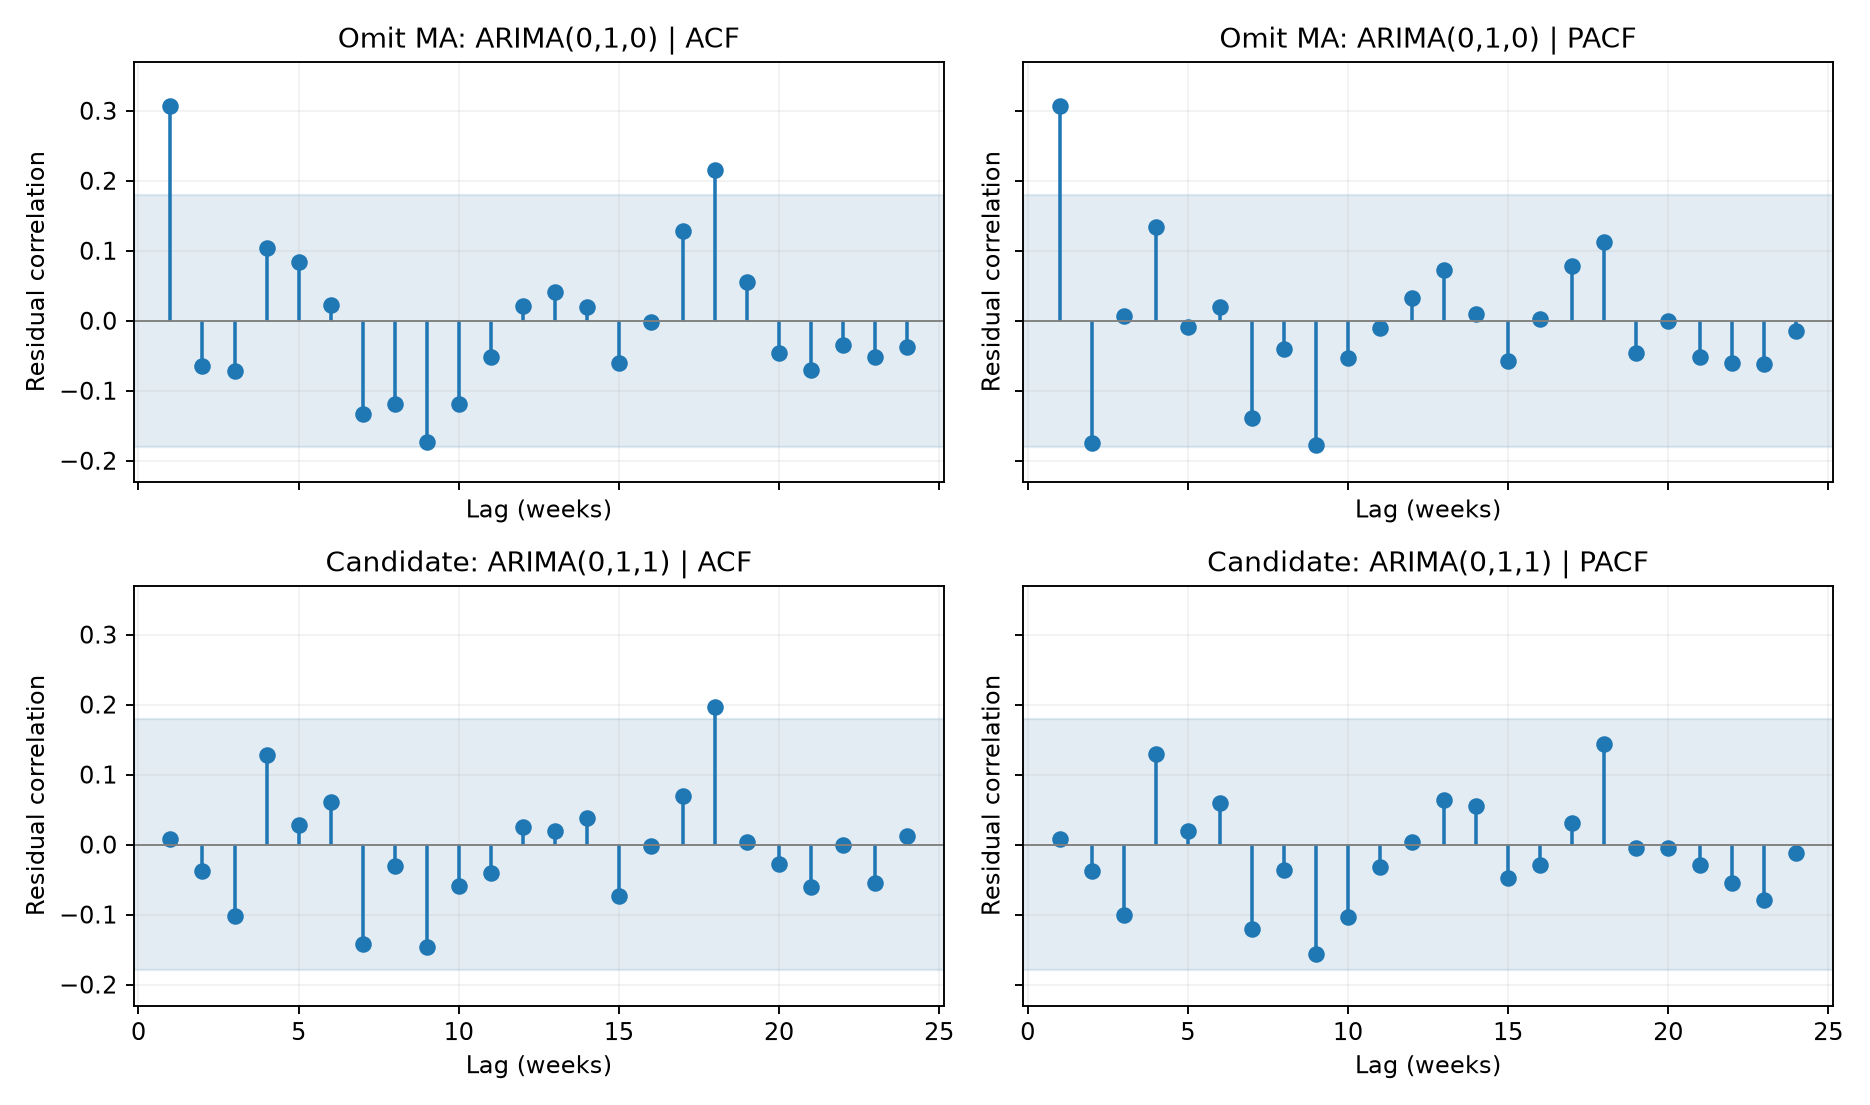 Omit MA: ARIMA(0,1,0) | ACF
Residual correlation
0.3
0.2
0.1
0.0
−0.1
−0.2
Lag (weeks)
Omit MA: ARIMA(0,1,0) | PACF
Residual correlation
Lag (weeks)
Candidate: ARIMA(0,1,1) | ACF
Residual correlation
0.3
0.2
0.1
0.0
−0.1
−0.2
0 5 10 15 20 25
Lag (weeks)
Candidate: ARIMA(0,1,1) | PACF
Residual correlation
0 5 10 15 20 25
Lag (weeks)